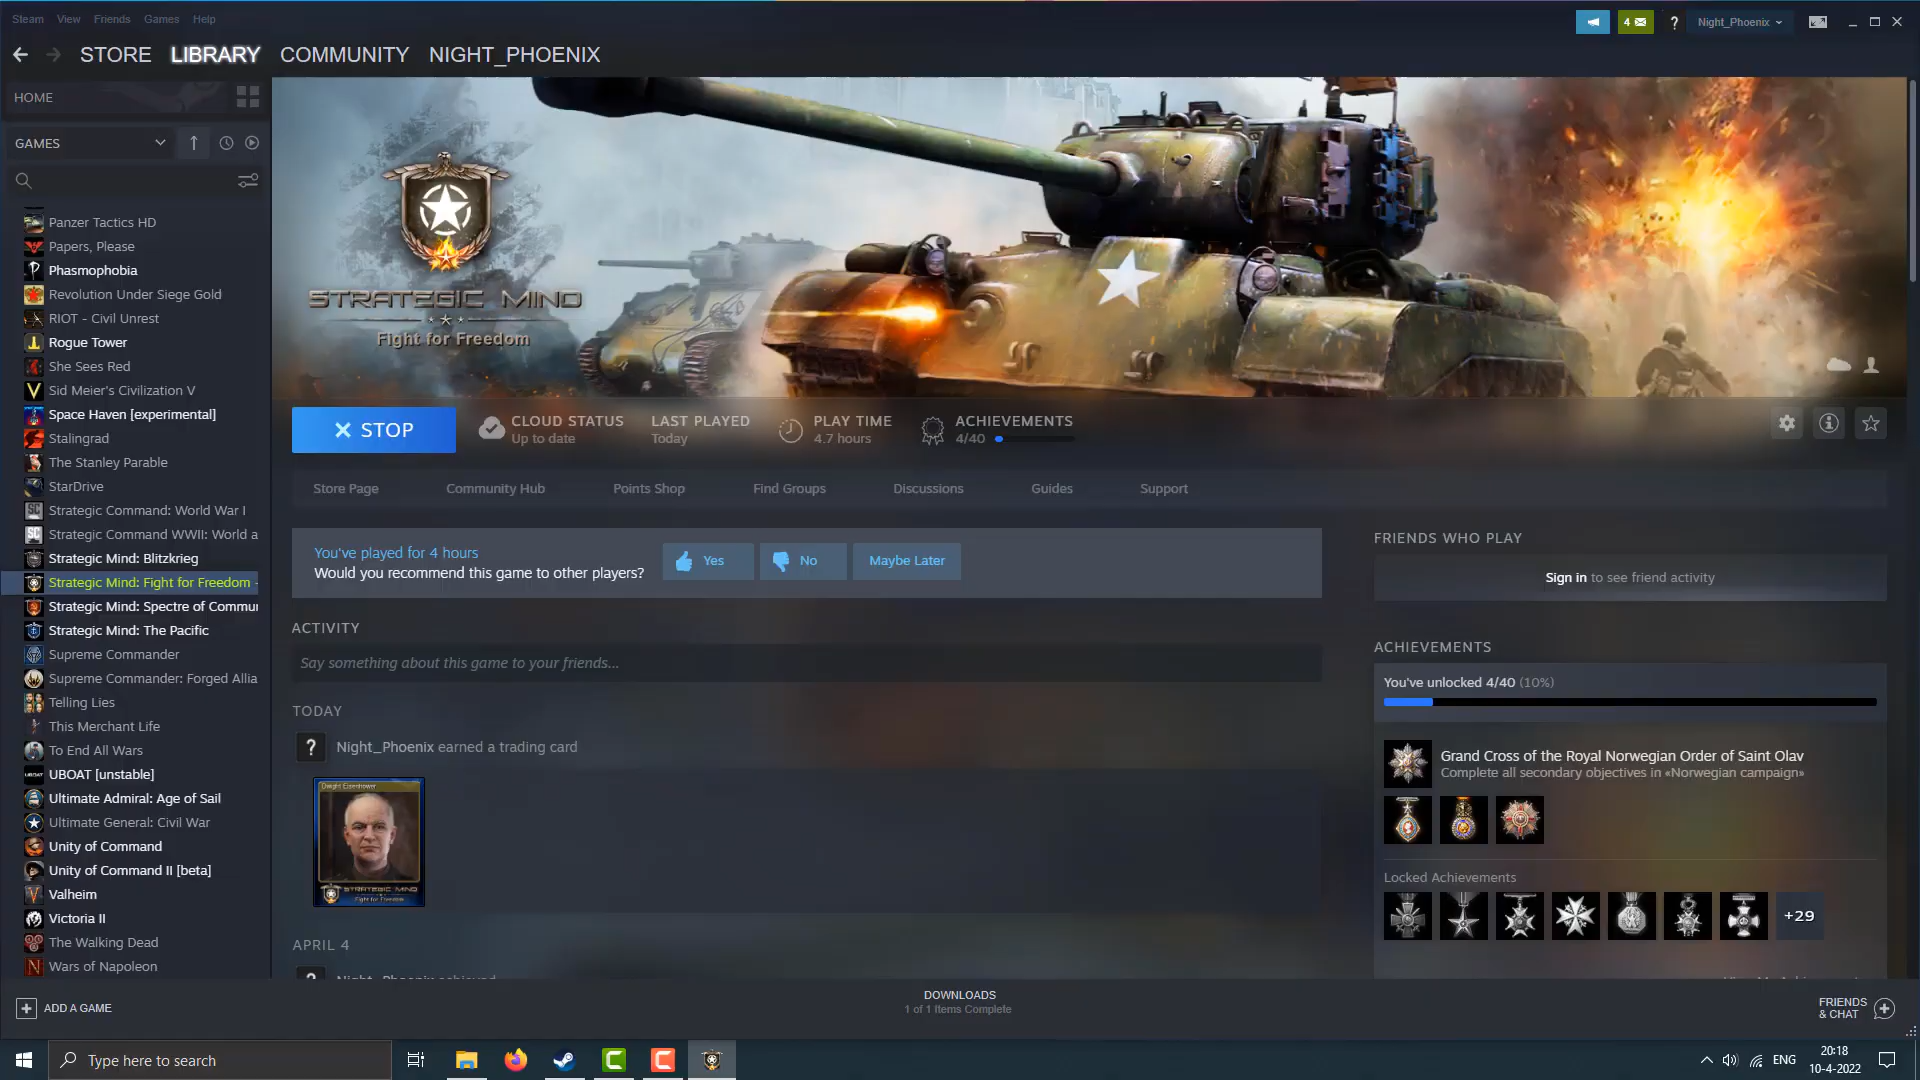 Steam View Friends Games Help
4 ? Night_Phoenix
STORE LIBRARY COMMUNITY NIGHT_PHOENIX
HOME
GAMES
Panzer Tactics HD
Papers, Please
Phasmophobia
Revolution Under Siege Gold
RIOT - Civil Unrest
Rogue Tower
She Sees Red
Sid Meier's Civilization V
Space Haven [experimental]
Stalingrad
The Stanley Parable
StarDrive
Strategic Command: World War I
Strategic Command WWII: World a
Strategic Mind: Blitzkrieg
Strategic Mind: Fight for Freedom -
Strategic Mind: Spectre of Commu
Strategic Mind: The Pacific
Supreme Commander
Supreme Commander: Forged Allia
Telling Lies
This Merchant Life
To End All Wars
UBOAT [unstable]
Ultimate Admiral: Age of Sail
Ultimate General: Civil War
Unity of Command
Unity of Command II [beta]
Valheim
Victoria II
The Walking Dead
Wars of Napoleon
ADD A GAME
STRATEGIC MIND
Fight for Freedom
STOP
CLOUD STATUS
Up to date
LAST PLAYED
Today
PLAY TIME
4.7 hours
ACHIEVEMENTS
4/40
Store Page Community Hub Points Shop Find Groups Discussions Guides Support
You've played for 4 hours
Would you recommend this game to other players?
Yes No Maybe Later
ACTIVITY
Say something about this game to your friends...
TODAY
? Night_Phoenix earned a trading card
Dwight Eisenhower
STRATEGIC MIND
Fight for Freedom
APRIL 4
? Night_Phoenix achieved
FRIENDS WHO PLAY
Sign in to see friend activity
ACHIEVEMENTS
You've unlocked 4/40 (10%)
Grand Cross of the Royal Norwegian Order of Saint Olav
Complete all secondary objectives in «Norwegian campaign»
Locked Achievements
+29
DOWNLOADS
1 of 1 Items Complete
FRIENDS
& CHAT
Type here to search
ENG
20:18
10-4-2022